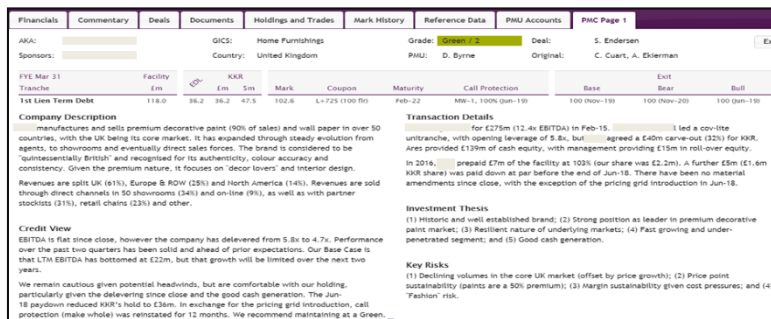 Financials Commentary Deals Documents Holdings and Trades Mark History Reference Data PMU Accounts PMC Page 1
AKA: GICS: Home Furnishings Grade: Green / 2 Deal: S. Endersen Ex
Sponsors: Country: United Kingdom PMU: D. Byrne Original: C. Cuart, A. Ekierman
FYE Mar 31 Facility EDL KKR Exit
Tranche £m £m $m Mark Coupon Maturity Call Protection Base Bear Bull
1st Lien Term Debt 118.0 36.2 36.2 47.5 102.6 L+725 (100 flr) Feb-22 MW-1, 100% (Jun-19) 100 (Nov-19) 100 (Nov-20) 100 (Jun-19)
Company Description
manufactures and sells premium decorative paint (90% of sales) and wall paper in over 50
countries, with the UK being its core market. It has expanded through steady evolution from
agents, to showrooms and eventually direct sales forces. The brand is considered to be
"quintessentially British" and recognised for its authenticity, colour accuracy and
consistency. Given the premium nature, it focuses on "decor lovers" and interior design.
Revenues are split UK (61%), Europe & ROW (25%) and North America (14%). Revenues are sold
through direct channels in 50 showrooms (34%) and on-line (9%), as well as with partner
stockists (31%), retail chains (23%) and other.
Credit View
EBITDA is flat since close, however the company has delevered from 5.8x to 4.7x. Performance
over the past two quarters has been solid and ahead of prior expectations. Our Base Case is
that LTM EBITDA has bottomed at £22m, but that growth will be limited over the next two
years.
We remain cautious given potential headwinds, but are comfortable with our holding,
particularly given the delevering since close and the good cash generation. The Jun-
18 paydown reduced KKR's hold to £36m. In exchange for the pricing grid introduction, call
protection (make whole) was reinstated for 12 months. We recommend maintaining at a Green.
Transaction Details
for £275m (12.4x EBITDA) in Feb-15. l led a cov-lite
unitranche, with opening leverage of 5.8x, but agreed a £40m carve-out (32%) for KKR.
Ares provided £139m of cash equity, with management providing £15m in roll-over equity.
In 2016, prepaid £7m of the facility at 103% (our share was £2.2m). A further £5m (£1.6m
KKR share) was paid down at par before the end of Jun-18. There have been no material
amendments since close, with the exception of the pricing grid introduction in Jun-18.
Investment Thesis
(1) Historic and well established brand; (2) Strong position as leader in premium decorative
paint market; (3) Resilient nature of underlying markets; (4) Fast growing and under-
penetrated segment; and (5) Good cash generation.
Key Risks
(1) Declining volumes in the core UK market (offset by price growth); (2) Price point
sustainability (paints are a 50% premium); (3) Margin sustainability given cost pressures; and (4)
"Fashion" risk.